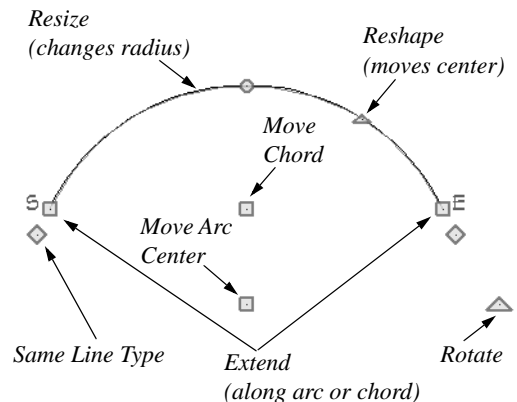 Resize
(changes radius)
Reshape
(moves center)
Move
Chord
S
E
Move Arc
Center
Same Line Type
Extend
(along arc or chord)
Rotate